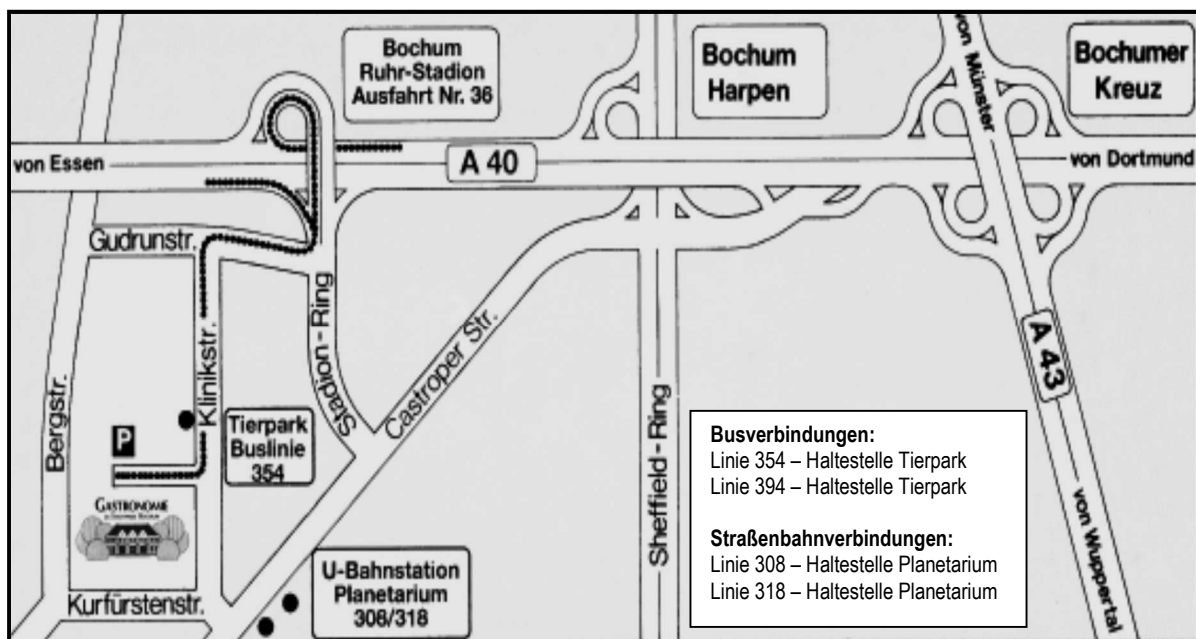 Bochum
Ruhr-Stadion
Ausfahrt Nr. 36
Bochum
Harpen
von Münster
Bochumer
Kreuz
von Essen
A 40
von Dortmund
Gudrunstr.
Bergstr.
Klinikstr.
Stadion-Ring
Castroper Str.
Sheffield-Ring
A 43
von Wuppertal
P
Tierpark
Buslinie
354
GASTRONOMIE
Kurfürstenstr.
U-Bahnstation
Planetarium
308/318
Busverbindungen:
Linie 354 – Haltestelle Tierpark
Linie 394 – Haltestelle Tierpark
Straßenbahnverbindungen:
Linie 308 – Haltestelle Planetarium
Linie 318 – Haltestelle Planetarium